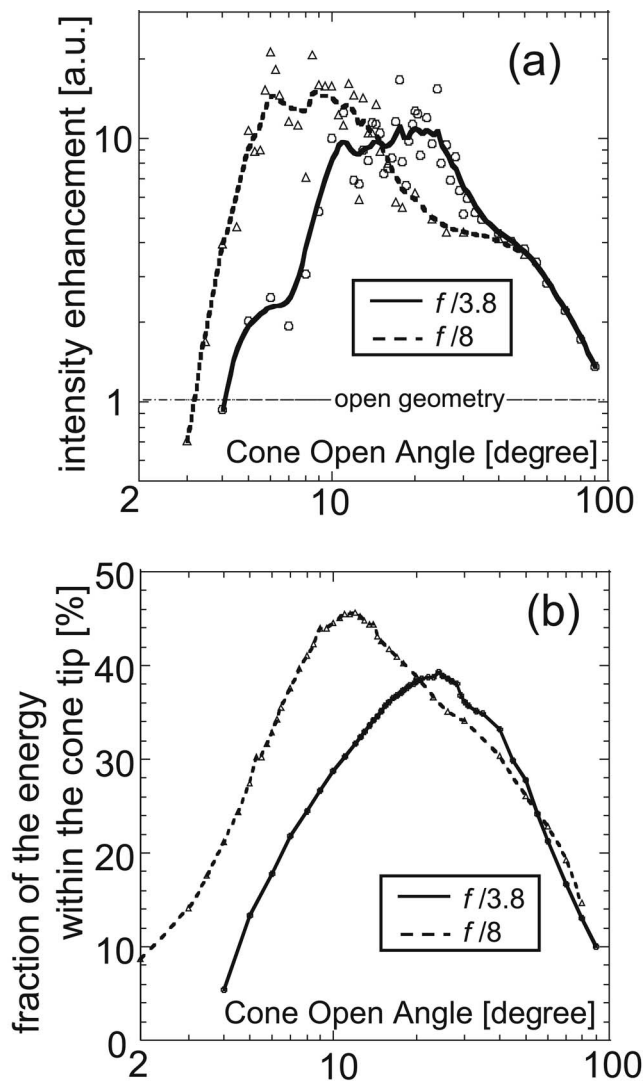 (a)
intensity enhancement [a.u.]
10
1
f/3.8
f/8
open geometry
Cone Open Angle [degree]
2
10
100
(b)
fraction of the energy
within the cone tip [%]
50
40
30
20
10
0
f/3.8
f/8
Cone Open Angle [degree]
2
10
100